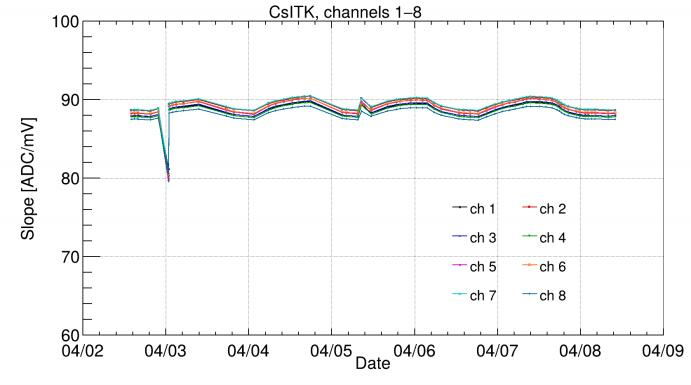 CsITK, channels 1−8
100
90
80
70
60
Slope [ADC/mV]
ch 1 ch 2
ch 3 ch 4
ch 5 ch 6
ch 7 ch 8
04/02 04/03 04/04 04/05 04/06 04/07 04/08 04/09
Date